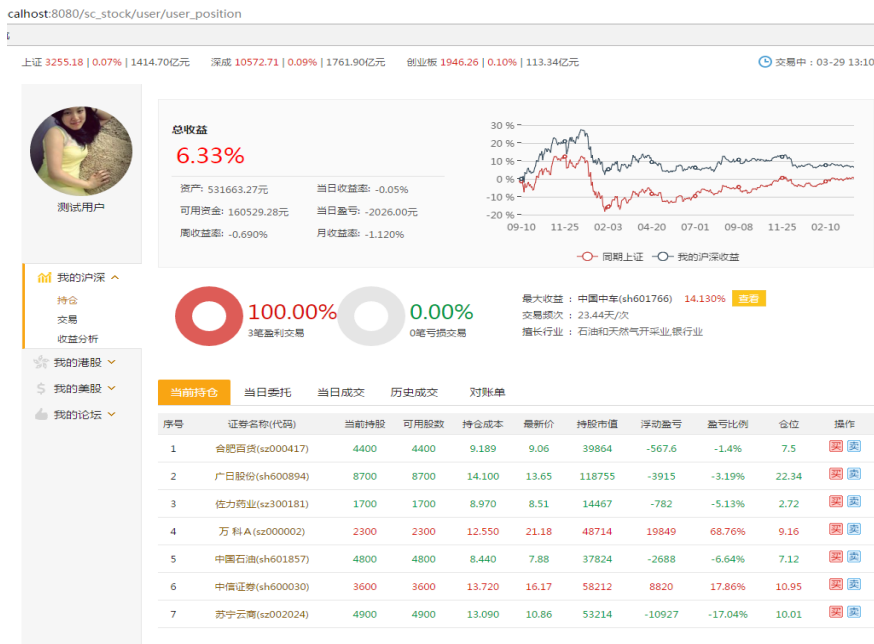 calhost:8080/sc_stock/user/user_position
上证 3255.18 | 0.07% | 1414.70亿元 深成 10572.71 | 0.09% | 1761.90亿元 创业板 1946.26 | 0.10% | 113.34亿元 交易中：03-29 13:10
测试用户
我的沪深
持仓
交易
收益分析
我的港股
我的美股
我的论坛
总收益
6.33%
资产: 531663.27元 当日收益率: -0.05%
可用资金: 160529.28元 当日盈亏: -2026.00元
周收益率: -0.690% 月收益率: -1.120%
30 %
20 %
10 %
0 %
-10 %
-20 %
09-10 11-25 02-03 04-20 07-01 09-08 11-25 02-10
同期上证 我的沪深收益
100.00%
3笔盈利交易
0.00%
0笔亏损交易
最大收益 ：中国中车(sh601766) 14.130% 查看
交易频次 ：23.44天/次
擅长行业 ：石油和天然气开采业,银行业
当前持仓 当日委托 当日成交 历史成交 对账单
序号 证券名称(代码) 当前持股 可用股数 持仓成本 最新价 持股市值 浮动盈亏 盈亏比例 仓位 操作
1 合肥百货(sz000417) 4400 4400 9.189 9.06 39864 -567.6 -1.4% 7.5 买 卖
2 广日股份(sh600894) 8700 8700 14.100 13.65 118755 -3915 -3.19% 22.34 买 卖
3 佐力药业(sz300181) 1700 1700 8.970 8.51 14467 -782 -5.13% 2.72 买 卖
4 万 科A(sz000002) 2300 2300 12.550 21.18 48714 19849 68.76% 9.16 买 卖
5 中国石油(sh601857) 4800 4800 8.440 7.88 37824 -2688 -6.64% 7.12 买 卖
6 中信证券(sh600030) 3600 3600 13.720 16.17 58212 8820 17.86% 10.95 买 卖
7 苏宁云商(sz002024) 4900 4900 13.090 10.86 53214 -10927 -17.04% 10.01 买 卖